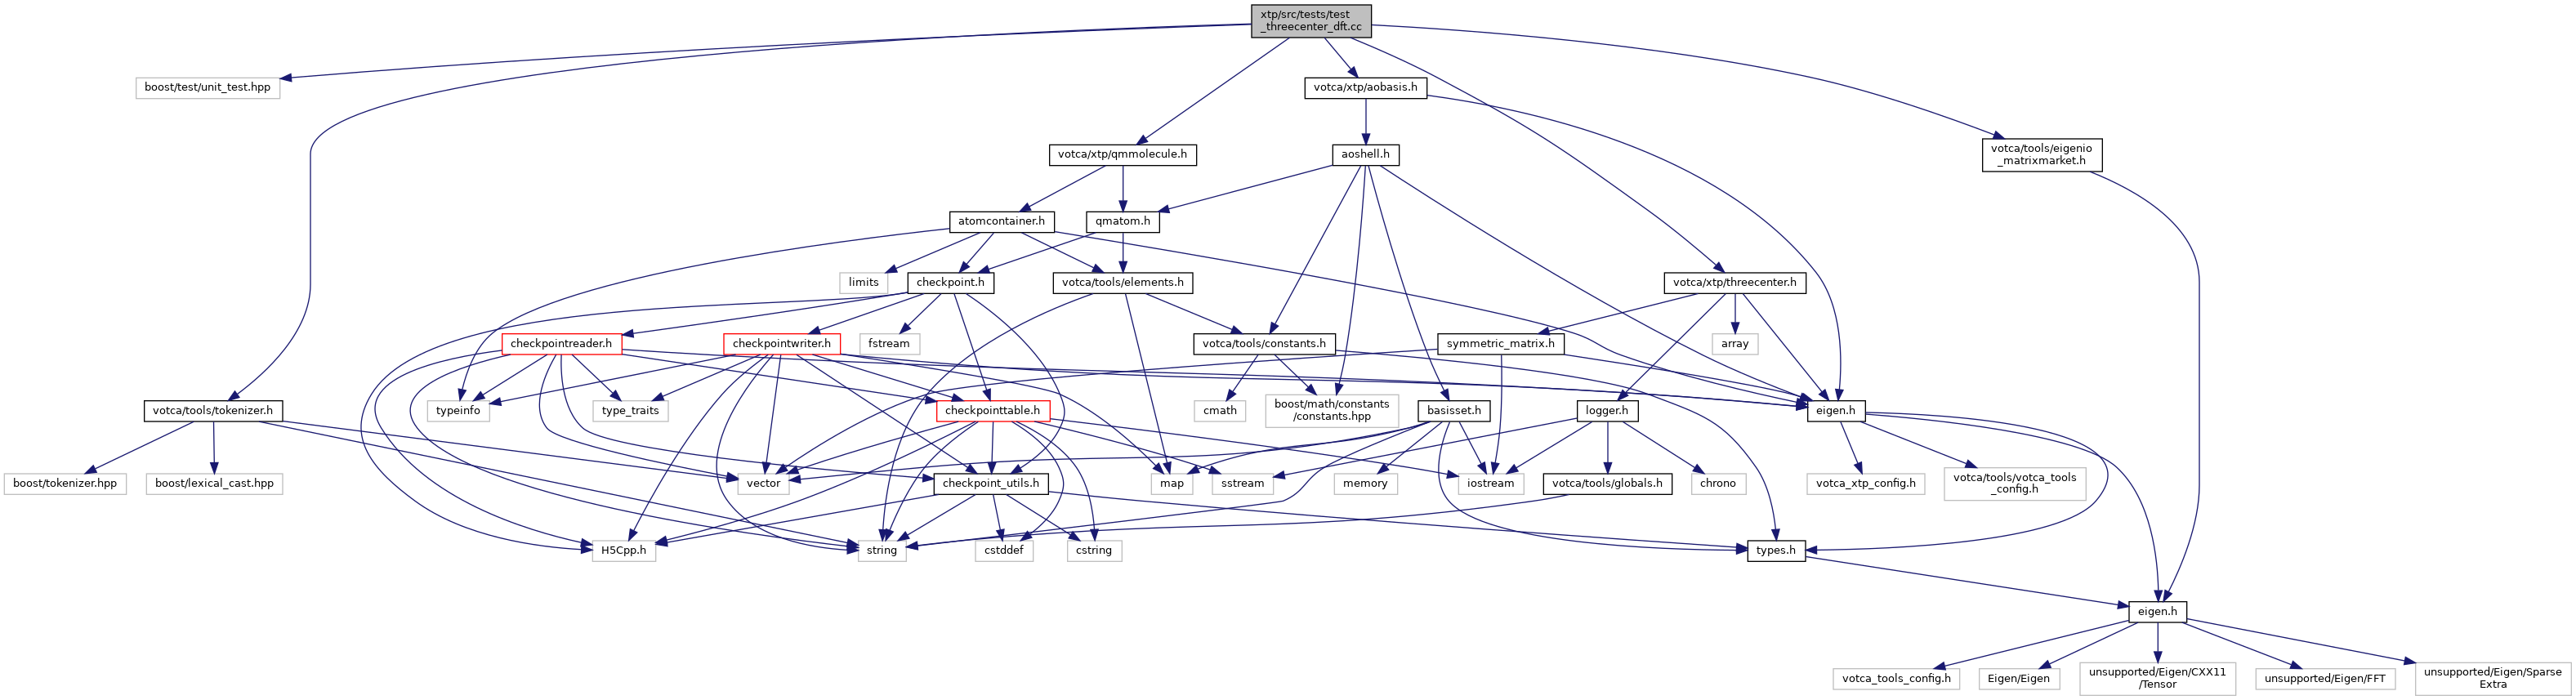 xtp/src/tests/test
_threecenter_dft.cc
boost/test/unit_test.hpp
votca/xtp/aobasis.h
votca/xtp/qmmolecule.h
aoshell.h
votca/tools/eigenio
_matrixmarket.h
atomcontainer.h
qmatom.h
limits
checkpoint.h
votca/tools/elements.h
votca/xtp/threecenter.h
checkpointreader.h
checkpointwriter.h
fstream
votca/tools/constants.h
symmetric_matrix.h
array
votca/tools/tokenizer.h
typeinfo
type_traits
checkpointtable.h
cmath
boost/math/constants
/constants.hpp
basisset.h
logger.h
eigen.h
boost/tokenizer.hpp
boost/lexical_cast.hpp
vector
checkpoint_utils.h
map
sstream
memory
iostream
votca/tools/globals.h
chrono
votca_xtp_config.h
votca/tools/votca_tools
_config.h
H5Cpp.h
string
cstddef
cstring
types.h
eigen.h
votca_tools_config.h
Eigen/Eigen
unsupported/Eigen/CXX11
/Tensor
unsupported/Eigen/FFT
unsupported/Eigen/Sparse
Extra